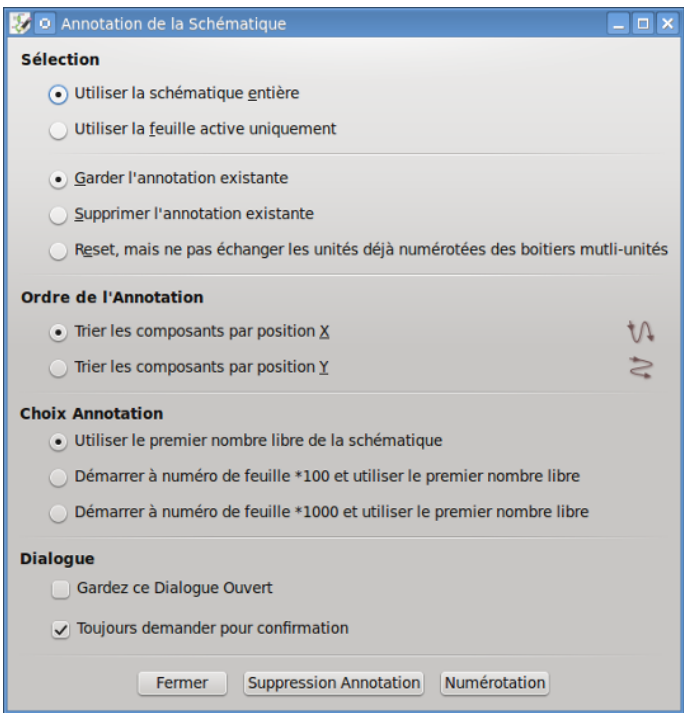 Annotation de la Schématique
Sélection
Utiliser la schématique entière
Utiliser la feuille active uniquement
Garder l'annotation existante
Supprimer l'annotation existante
Reset, mais ne pas échanger les unités déjà numérotées des boitiers mutli-unités
Ordre de l'Annotation
Trier les composants par position X
Trier les composants par position Y
Choix Annotation
Utiliser le premier nombre libre de la schématique
Démarrer à numéro de feuille *100 et utiliser le premier nombre libre
Démarrer à numéro de feuille *1000 et utiliser le premier nombre libre
Dialogue
Gardez ce Dialogue Ouvert
Toujours demander pour confirmation
Fermer Suppression Annotation Numérotation